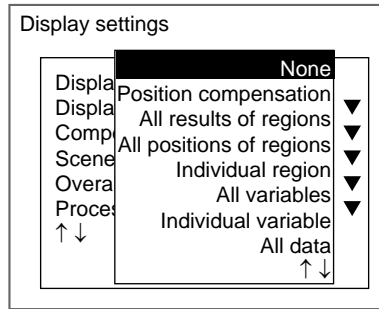 Display settings
None
Displa
Position compensation
Displa
All results of regions
Comp
All positions of regions
Scene
Individual region
Overa
All variables
Proces
Individual variable
↑↓
All data
↑↓